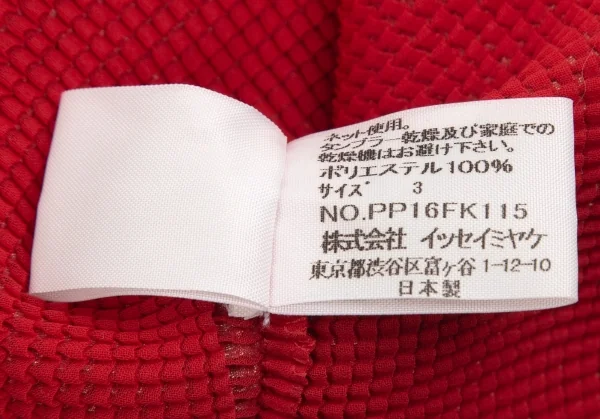 ネット使用。
タンブラー乾燥及び家庭での
乾燥機はお避け下さい。
ポリエステル100%
サイズ 3
NO.PP16FK115
株式会社 イッセイミヤケ
東京都渋谷区富ヶ谷1-12-10
日本製